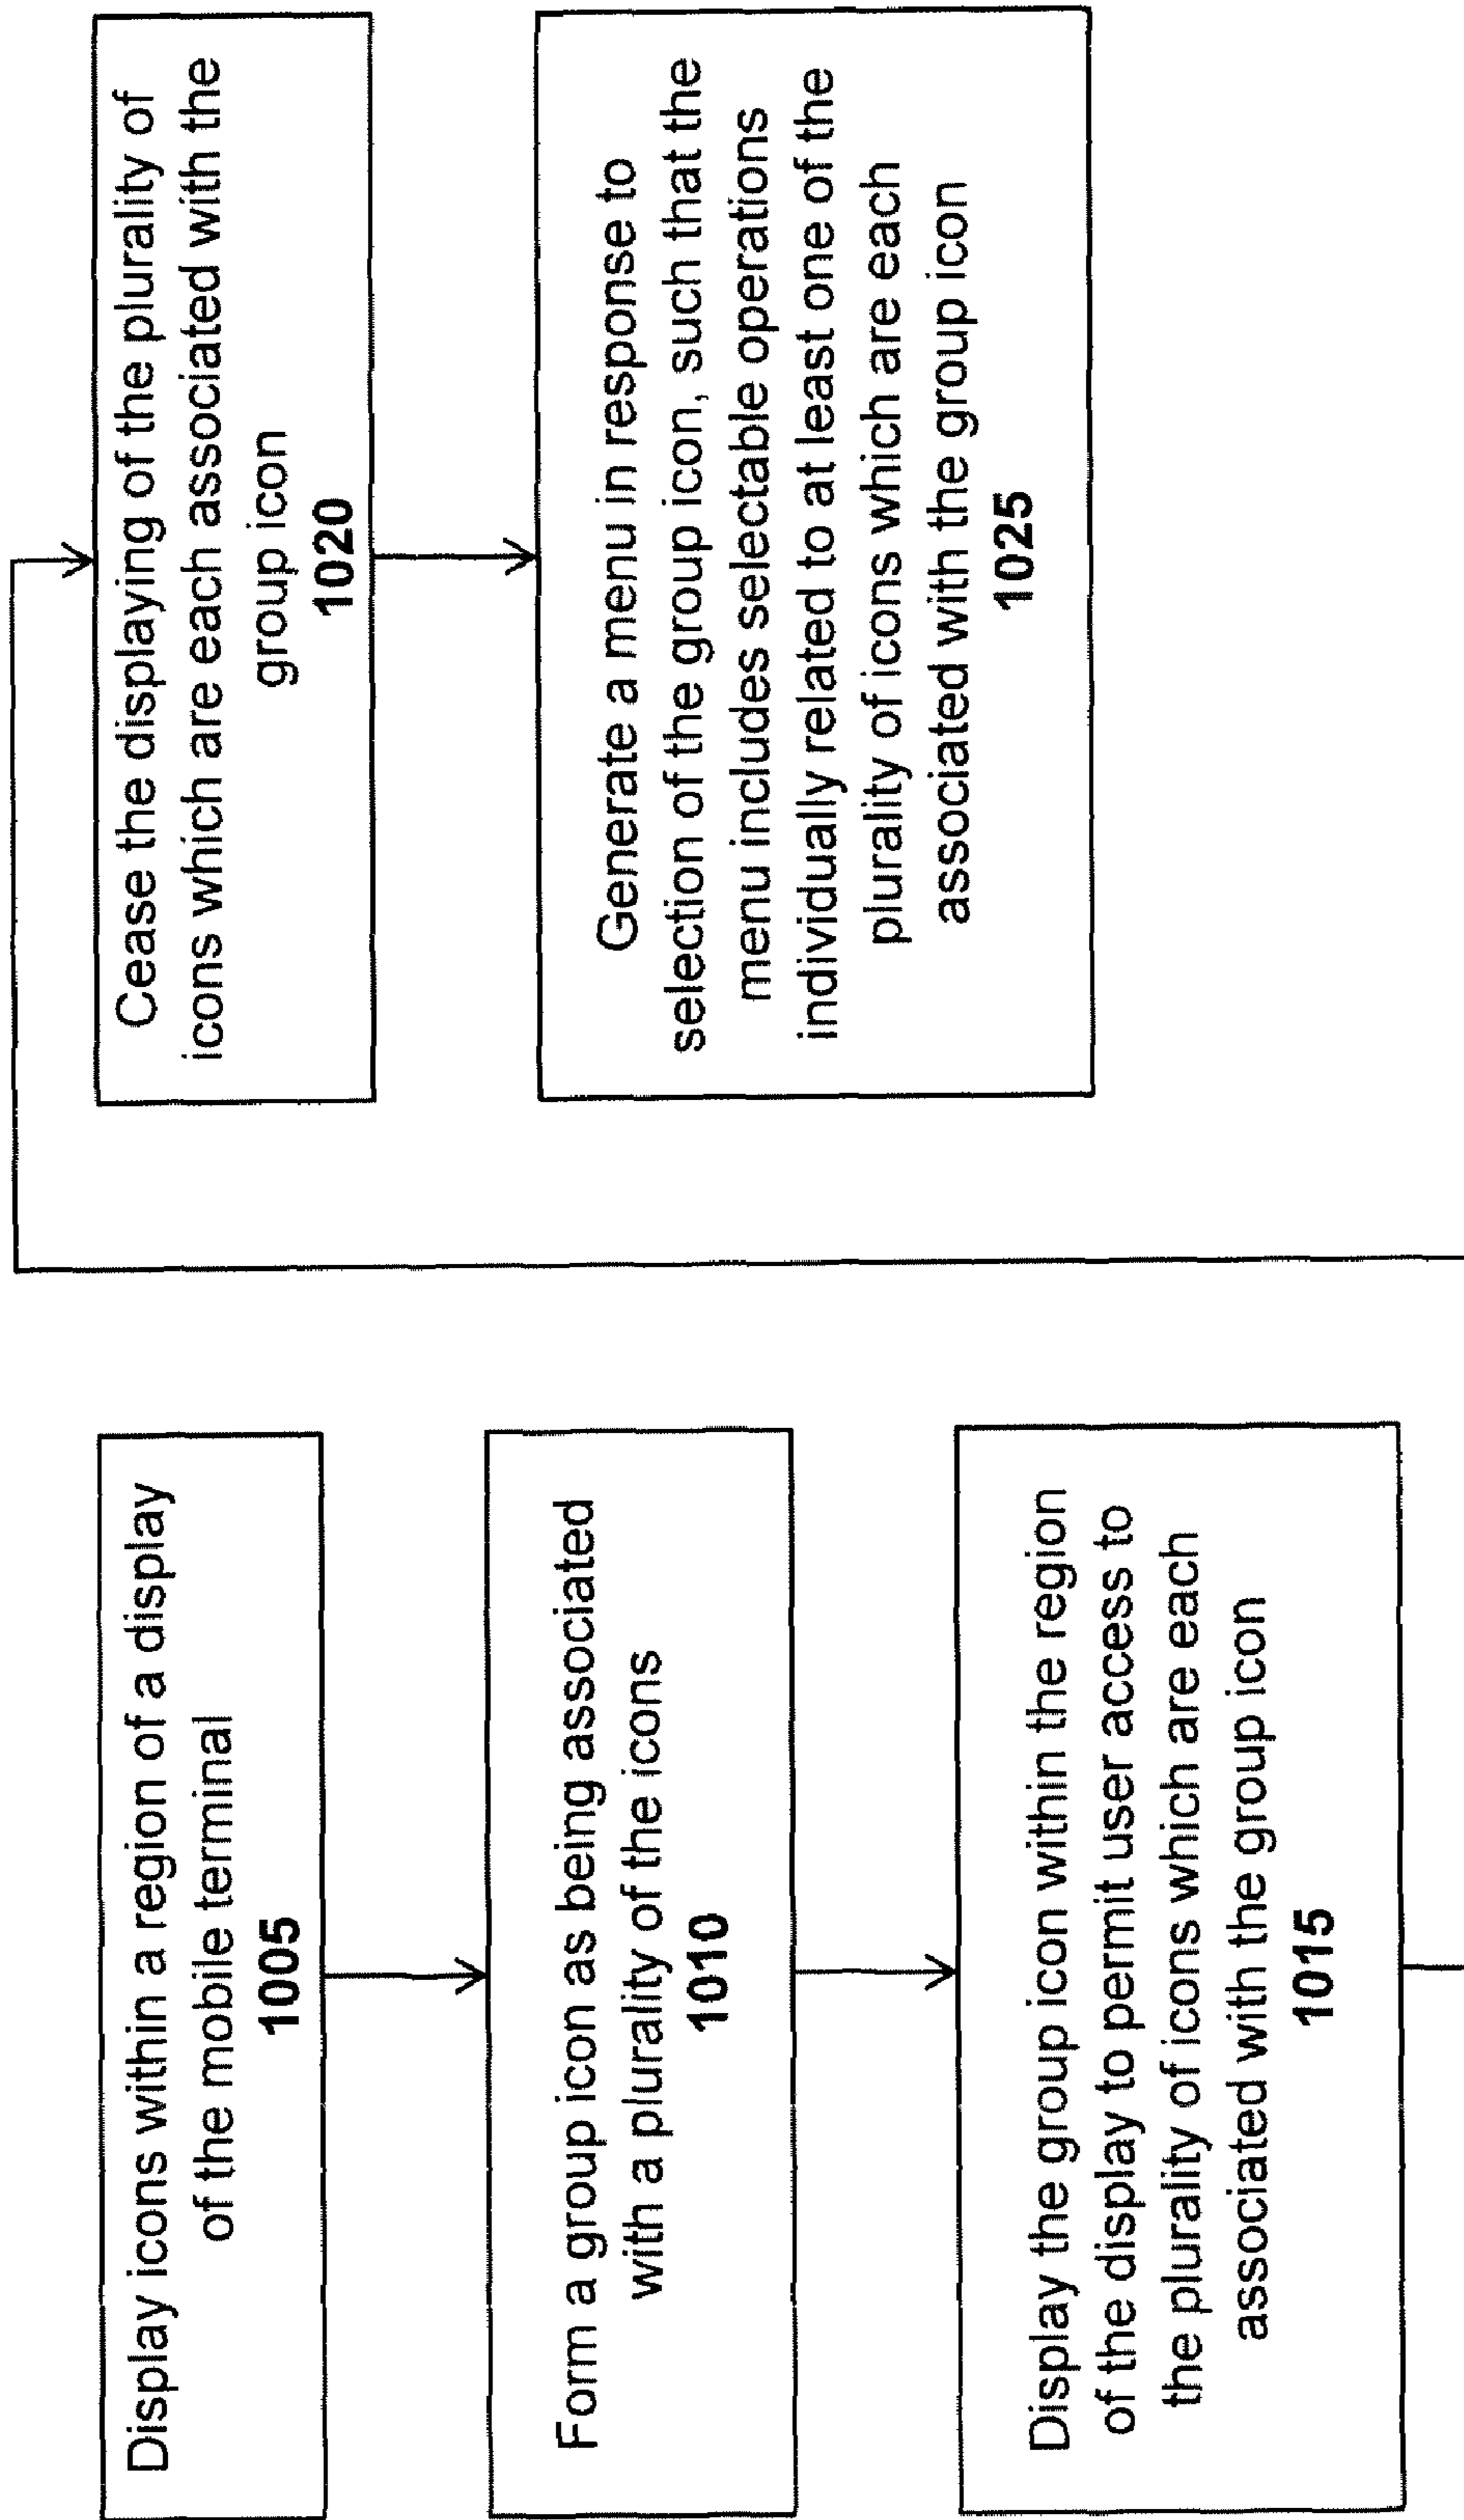 Display icons within a region of a display
of the mobile terminal
1005
Form a group icon as being associated
with a plurality of the icons
1010
Display the group icon within the region
of the display to permit user access to
the plurality of icons which are each
associated with the group icon
1015
Cease the displaying of the plurality of
icons which are each associated with the
group icon
1020
Generate a menu in response to
selection of the group icon, such that the
menu includes selectable operations
individually related to at least one of the
plurality of icons which are each
associated with the group icon
1025